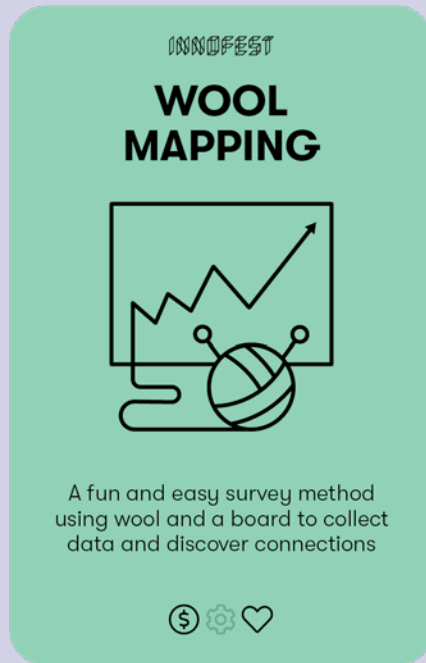 INNOFEST
WOOL
MAPPING
A fun and easy survey method
using wool and a board to collect
data and discover connections
$